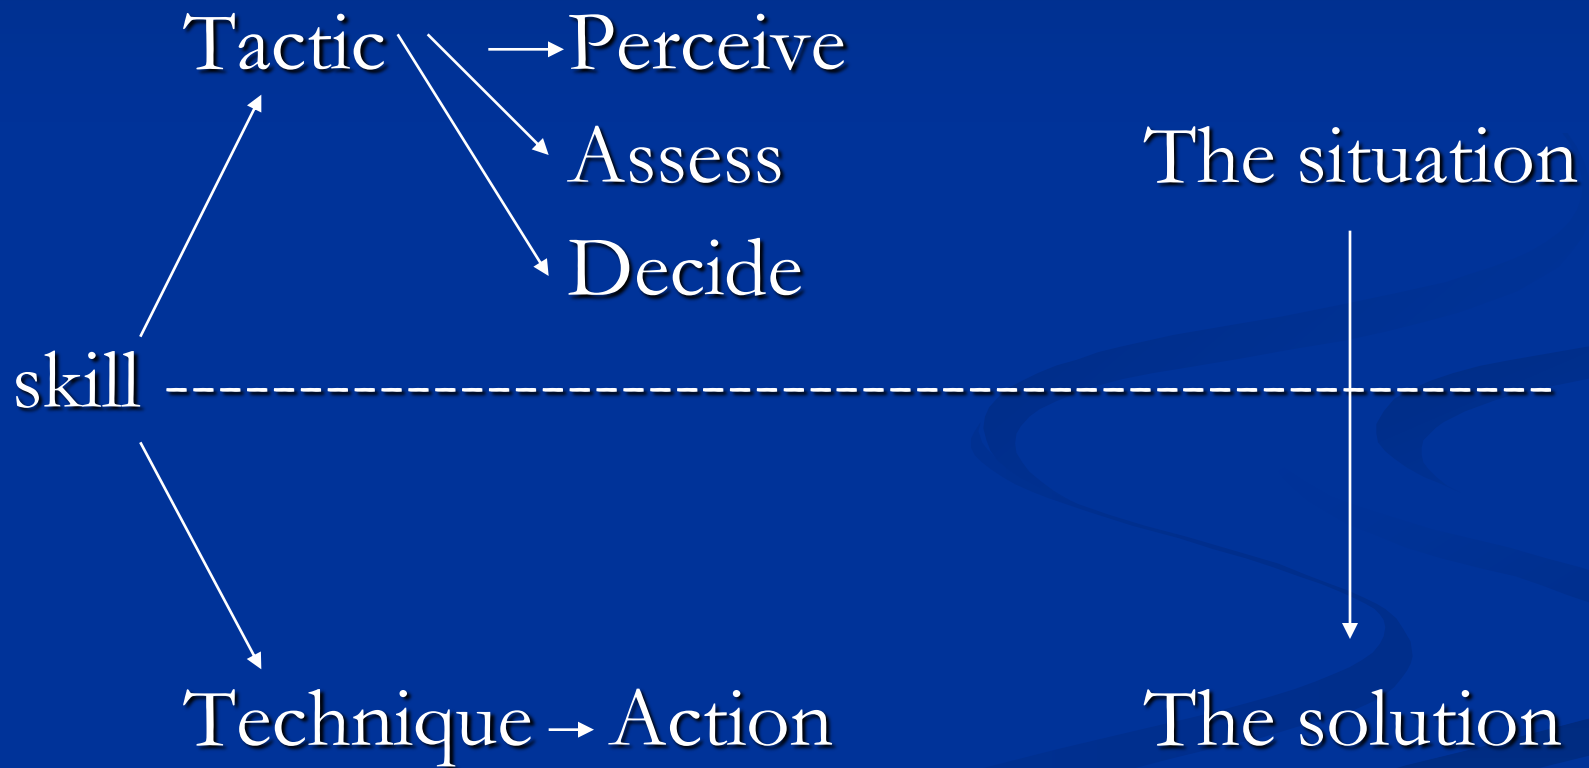 Tactic Perceive
Assess The situation
Decide
skill ----------------------------------------------------
Technique Action The solution